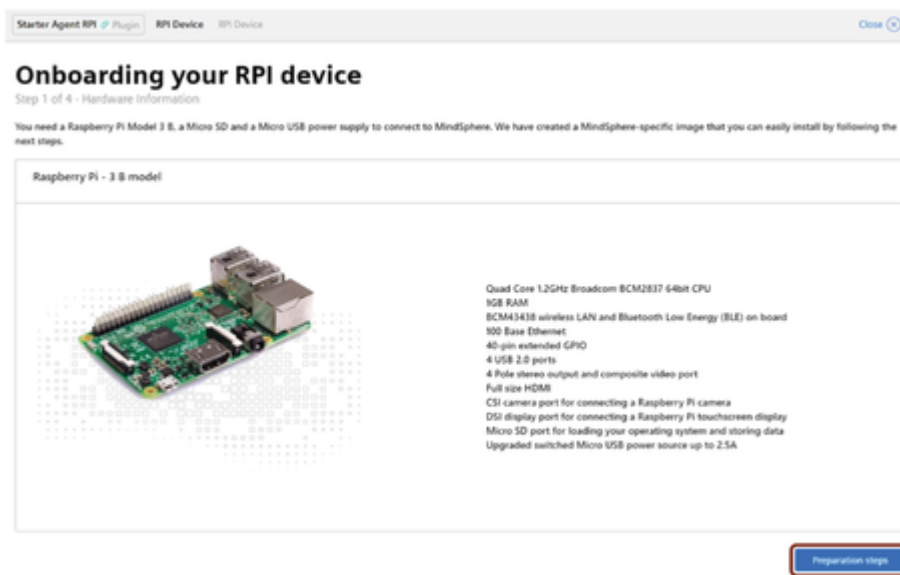 Starter Agent RPI Plugin RPI Device RPI Device Close
Onboarding your RPI device
Step 1 of 4 - Hardware Information
You need a Raspberry Pi Model 3 B, a Micro SD and a Micro USB power supply to connect to MindSphere. We have created a MindSphere-specific image that you can easily install by following the
next steps.
Raspberry Pi - 3 B model
Quad Core 1.2GHz Broadcom BCM2837 64bit CPU
1GB RAM
BCM43438 wireless LAN and Bluetooth Low Energy (BLE) on board
100 Base Ethernet
40-pin extended GPIO
4 USB 2.0 ports
4 Pole stereo output and composite video port
Full size HDMI
CSI camera port for connecting a Raspberry Pi camera
DSI display port for connecting a Raspberry Pi touchscreen display
Micro SD port for loading your operating system and storing data
Upgraded switched Micro USB power source up to 2.5A
Preparation steps